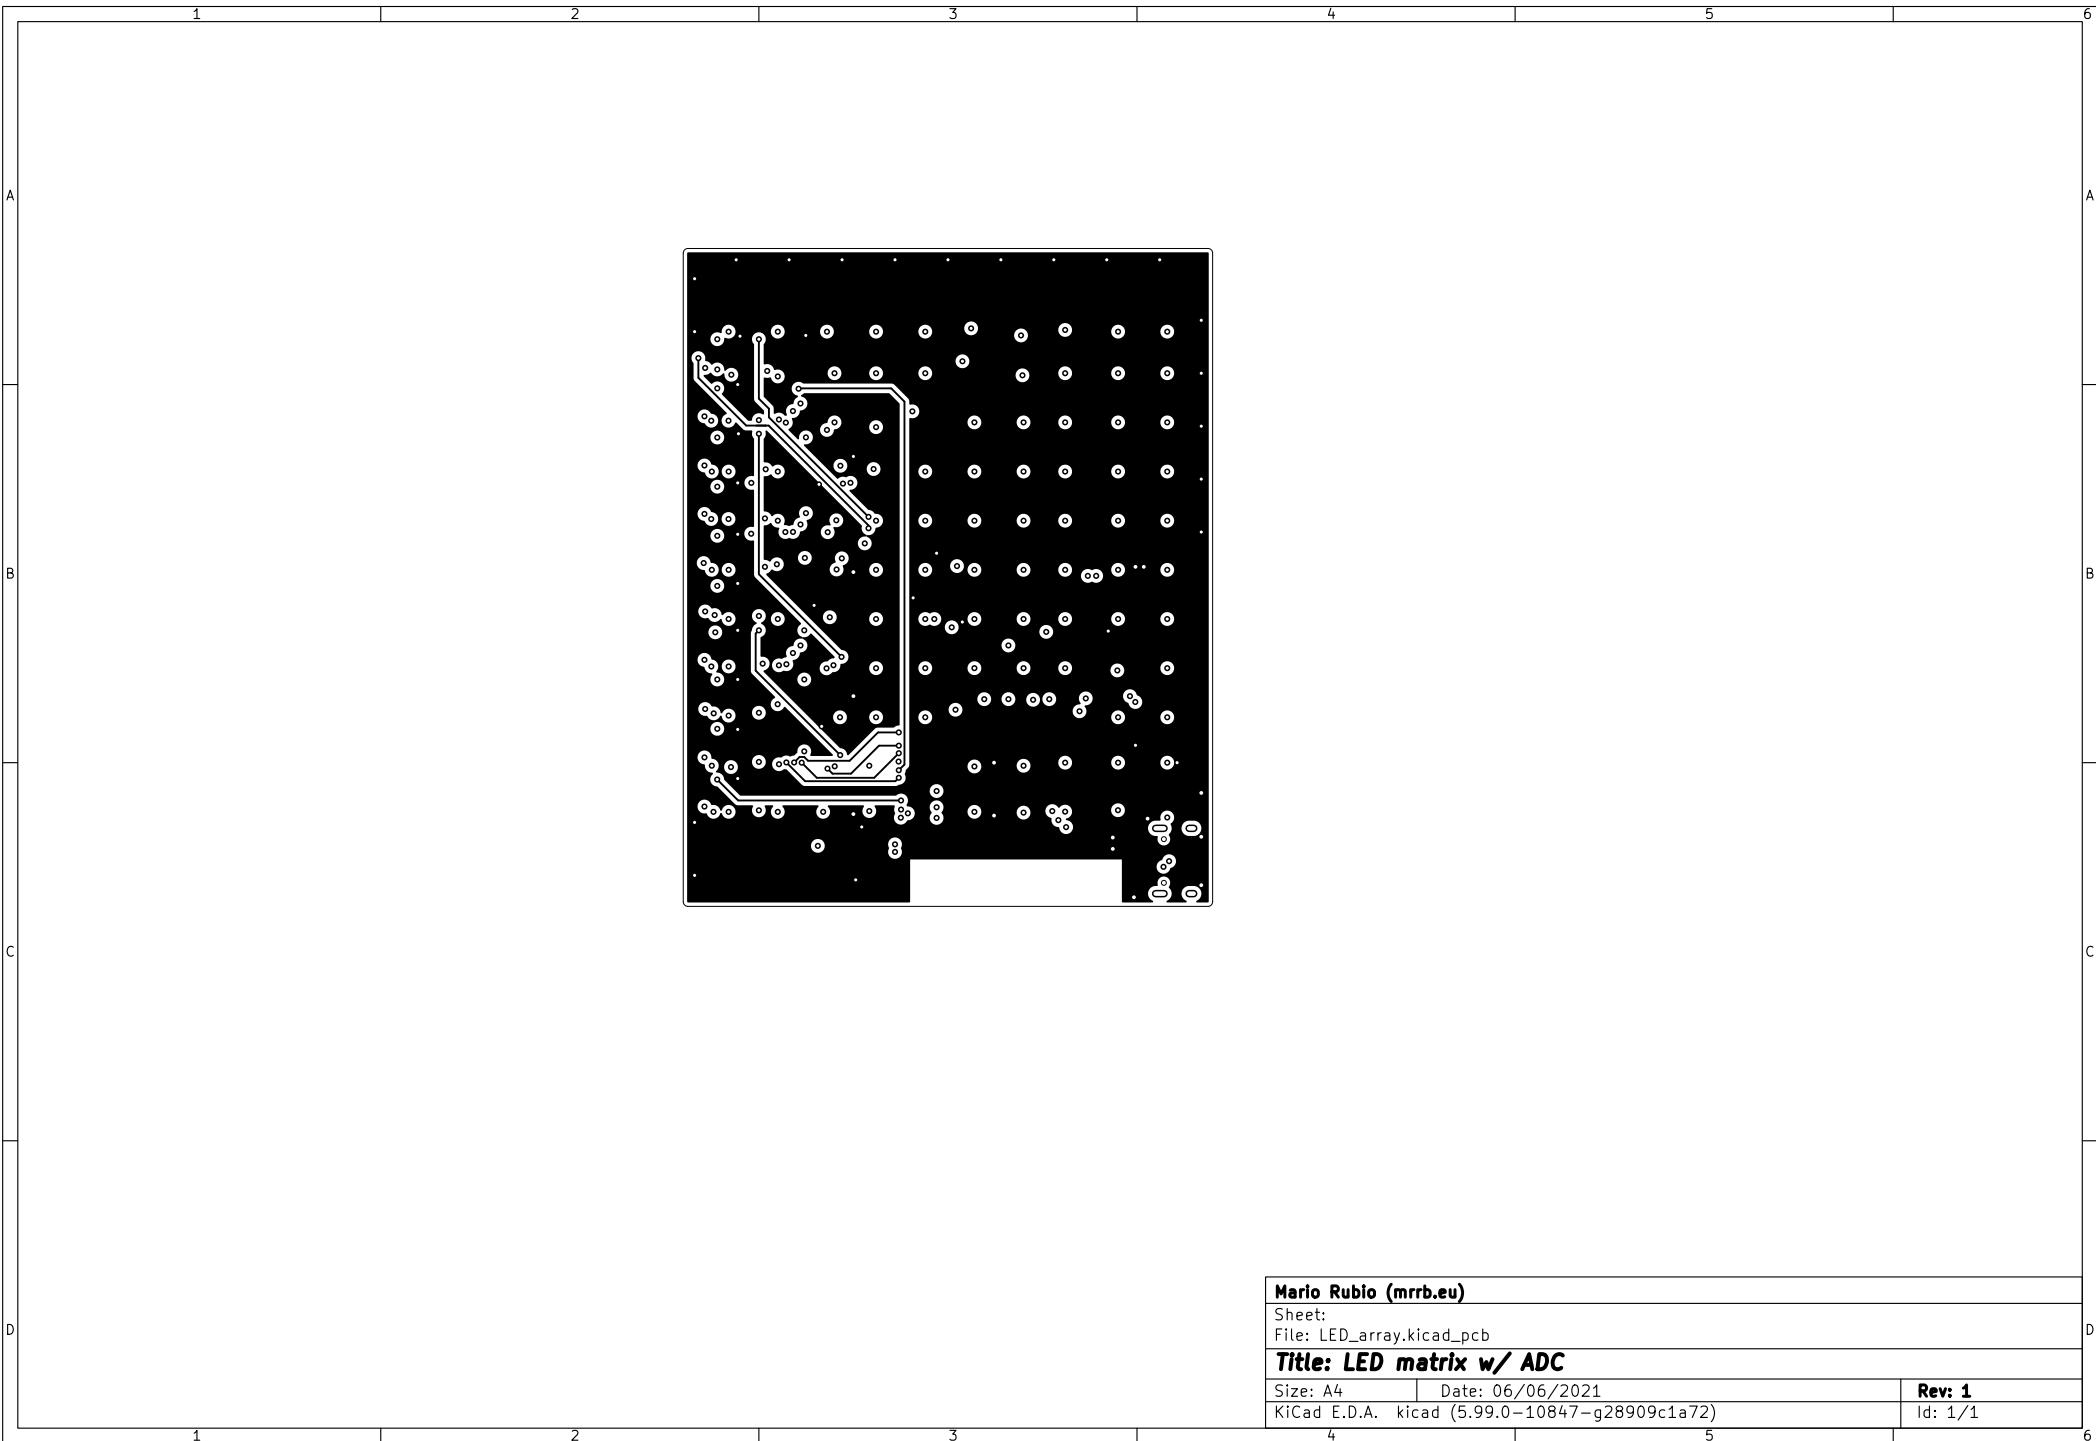 1 2 3 4 5 6
A A
B B
C C
D D
Mario Rubio (mrrb.eu)
Sheet:
File: LED_array.kicad_pcb
Title: LED matrix w/ ADC
Size: A4 Date: 06/06/2021 Rev: 1
KiCad E.D.A. kicad (5.99.0-10847-g28909c1a72) Id: 1/1
1 2 3 4 5 6